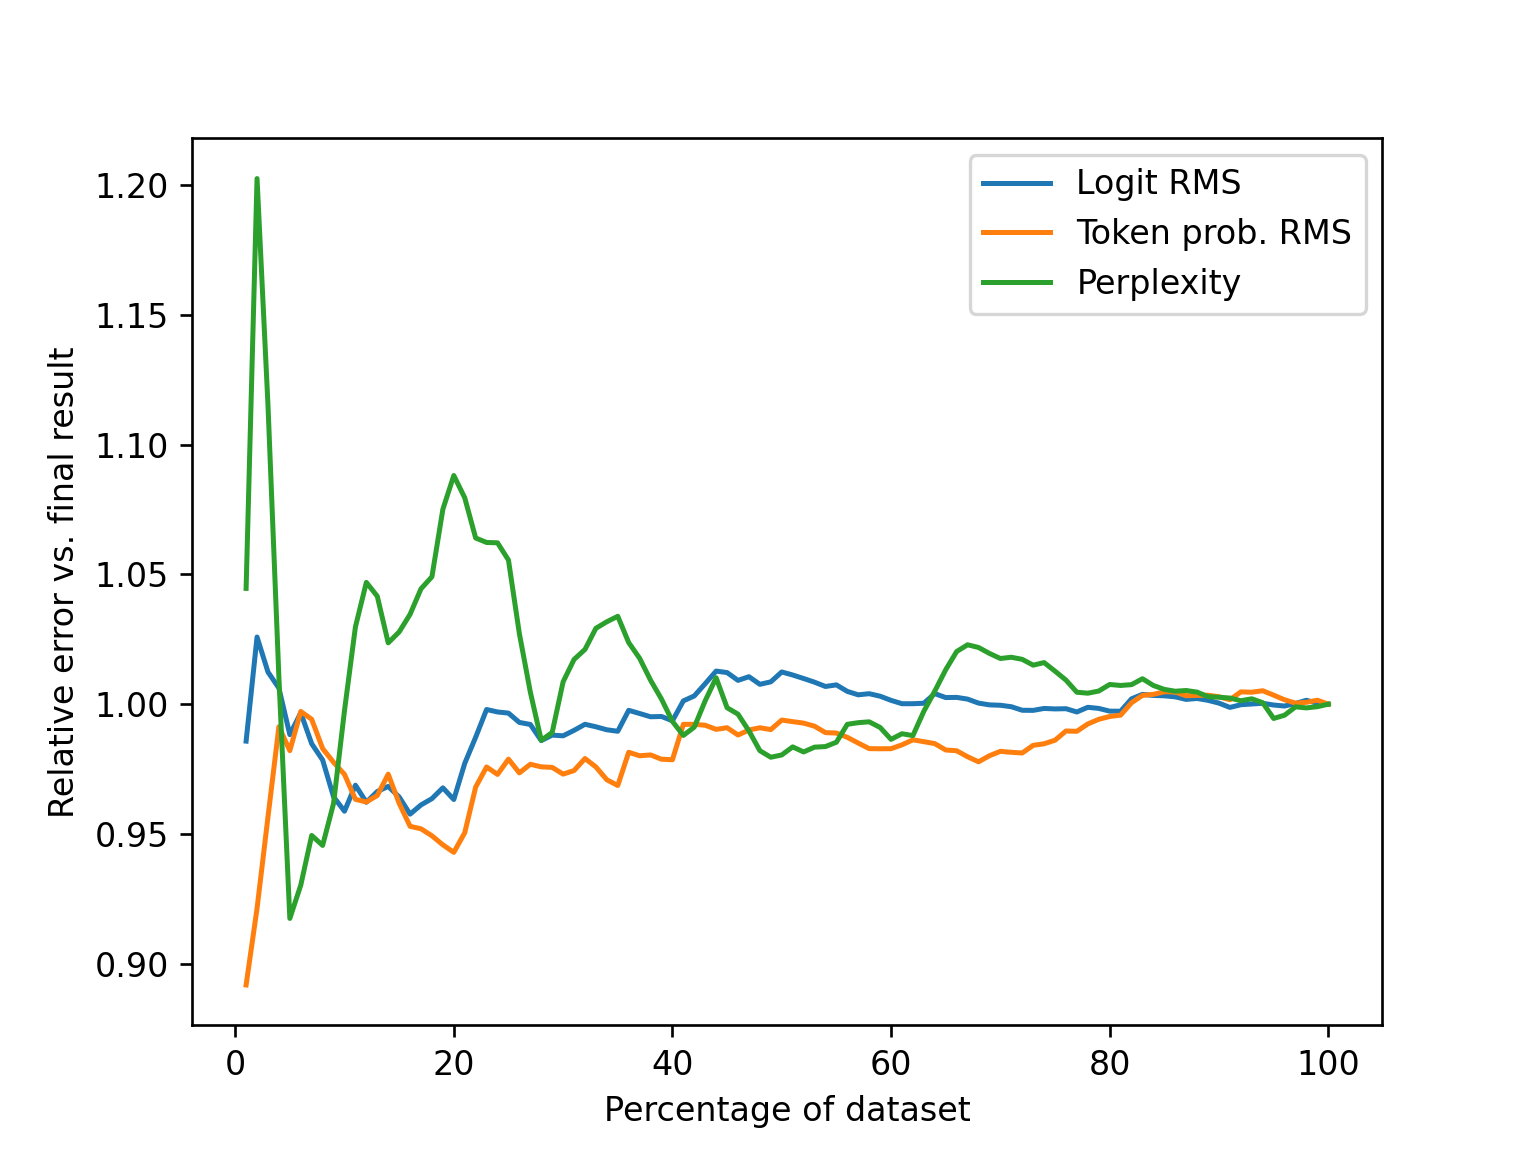 1.20
1.15
1.10
1.05
1.00
0.95
0.90
0
20
40
60
80
100
Relative error vs. final result
Percentage of dataset
Logit RMS
Token prob. RMS
Perplexity